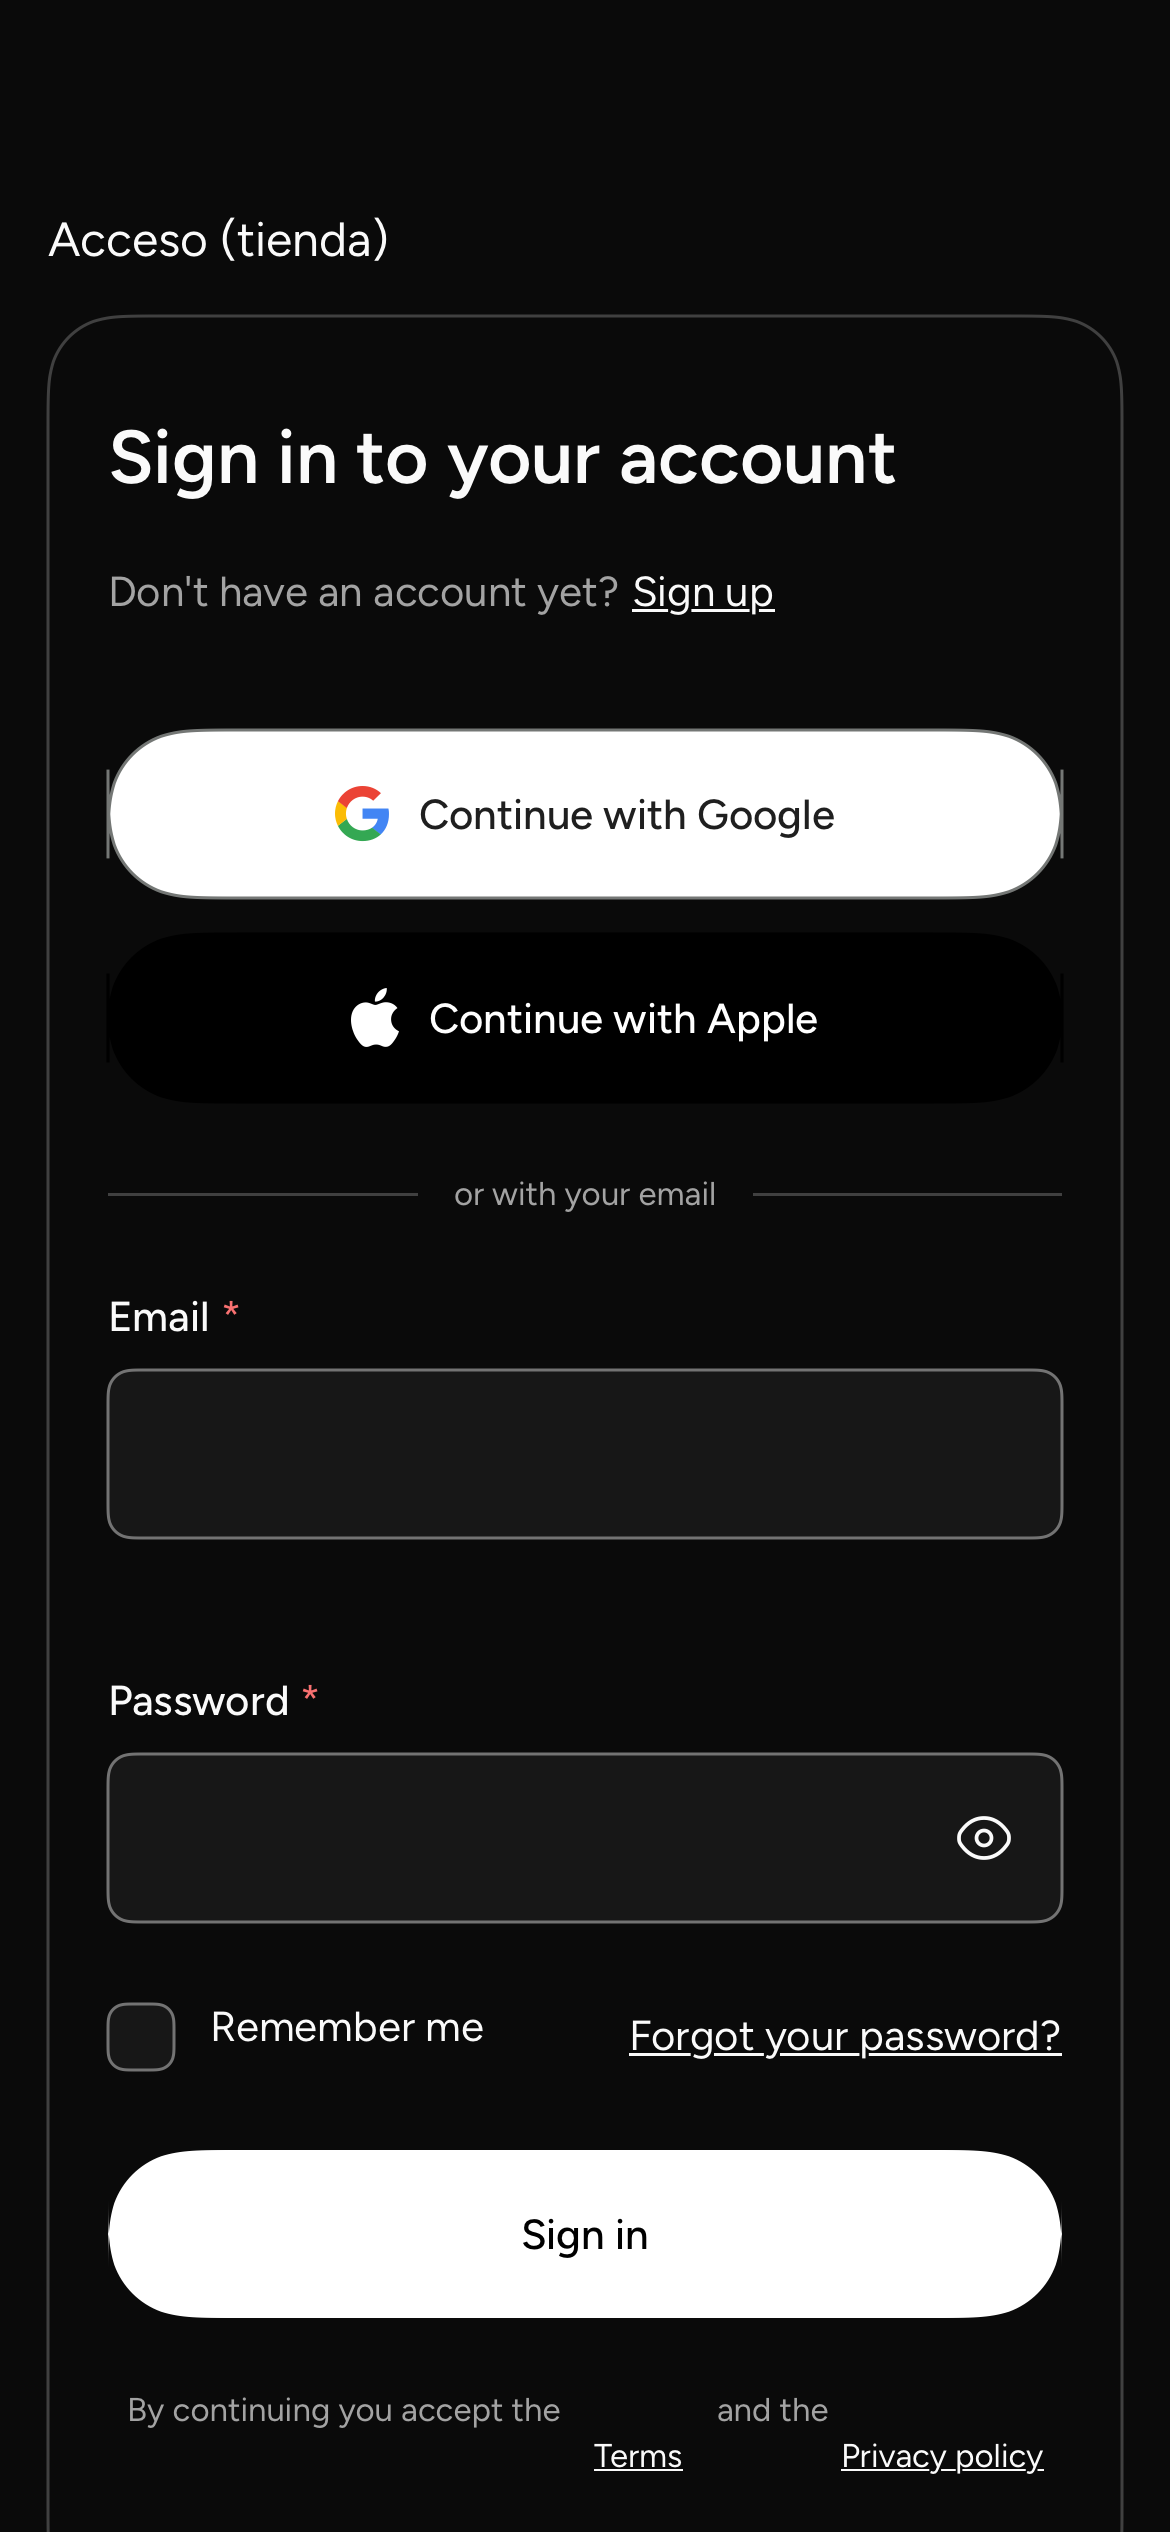 Acceso (tienda)
Sign in to your account
Don't have an account yet? Sign up
Continue with Google
Continue with Apple
or with your email
Email *
Password *
Remember me
Forgot your password?
Sign in
By continuing you accept the Terms and the Privacy policy